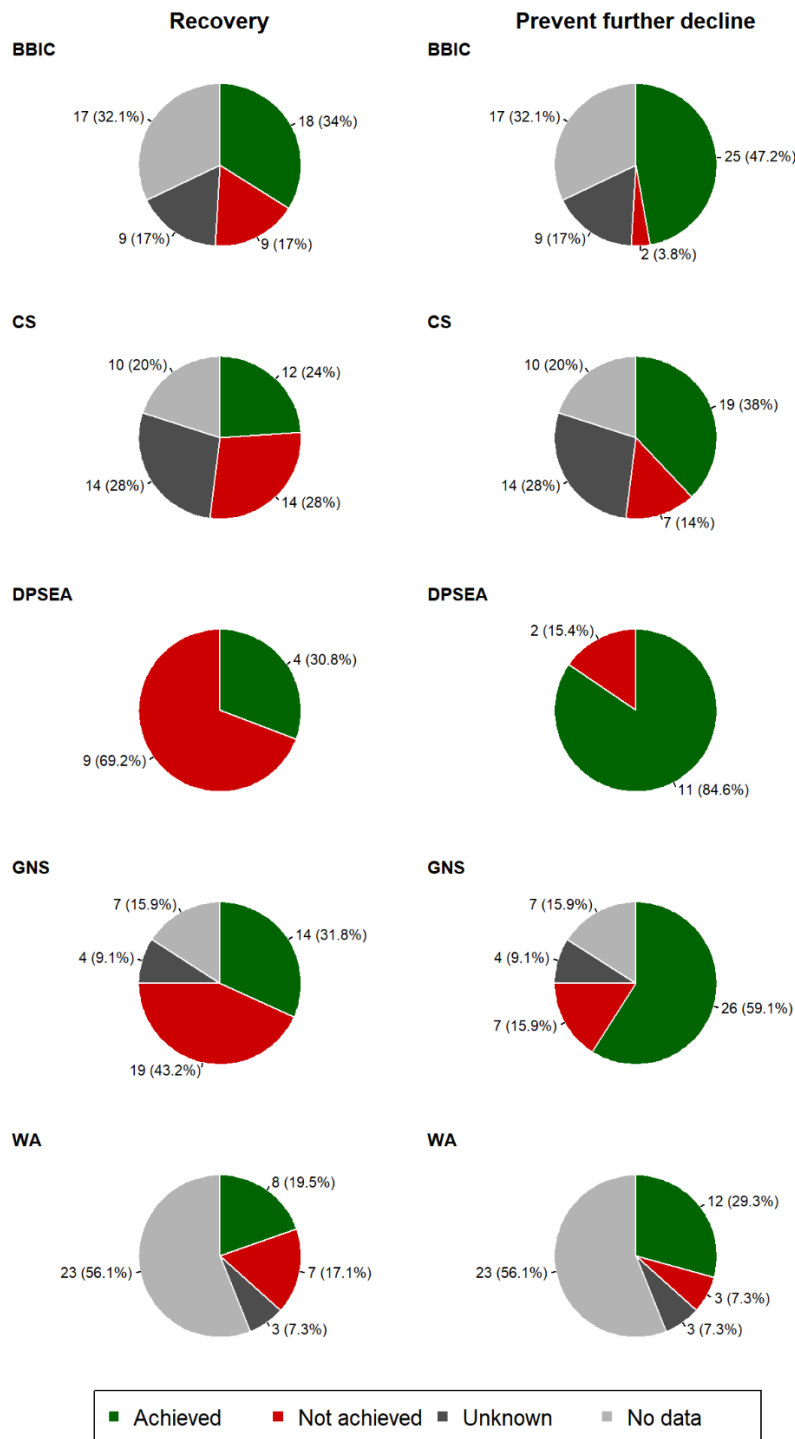 Recovery
Prevent further decline
BBIC
BBIC
17 (32.1%)
18 (34%)
9 (17%)
9 (17%)
17 (32.1%)
25 (47.2%)
9 (17%)
2 (3.8%)
CS
CS
10 (20%)
12 (24%)
14 (28%)
14 (28%)
10 (20%)
19 (38%)
14 (28%)
7 (14%)
DPSEA
DPSEA
4 (30.8%)
9 (69.2%)
2 (15.4%)
11 (84.6%)
GNS
GNS
7 (15.9%)
14 (31.8%)
4 (9.1%)
19 (43.2%)
7 (15.9%)
4 (9.1%)
26 (59.1%)
7 (15.9%)
WA
WA
8 (19.5%)
23 (56.1%)
7 (17.1%)
3 (7.3%)
12 (29.3%)
23 (56.1%)
3 (7.3%)
3 (7.3%)
Achieved
Not achieved
Unknown
No data